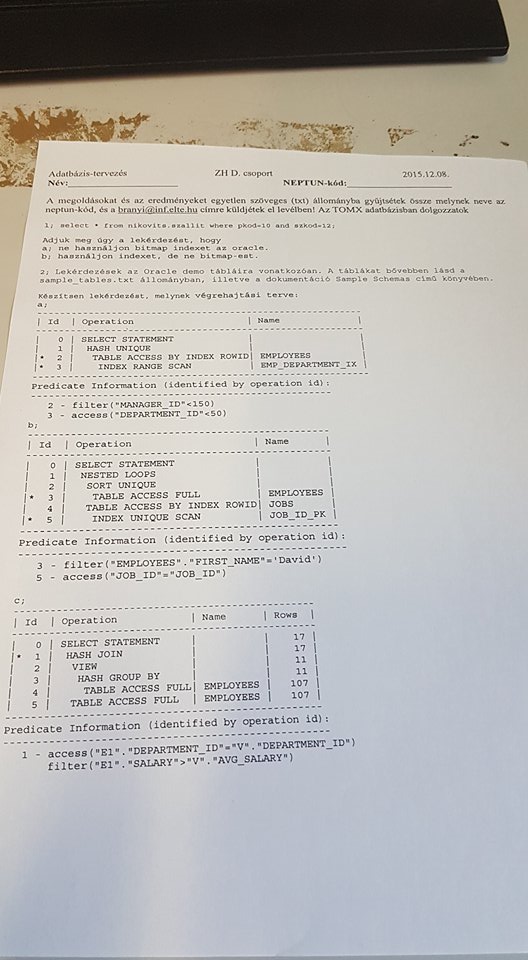 Adatbázis-tervezés ZH D. csoport 2015.12.08.
Név:____________________ NEPTUN-kód:____________________
A megoldásokat és az eredményeket egyetlen szöveges (txt) állományba gyűjtsétek össze melynek neve az
neptun-kód, és a branyi@inf.elte.hu címre küldjétek el levélben! Az TOMX adatbázisban dolgozzatok
1; select * from nikovits.szallit where pkod=10 and szkod=12;
Adjuk meg úgy a lekérdezést, hogy
a; ne használjon bitmap indexet az oracle.
b; használjon indexet, de ne bitmap-est.
2; Lekérdezések az Oracle demo tábláira vonatkozóan. A táblákat bővebben lásd a
sample_tables.txt állományban, illetve a dokumentáció Sample Schemas című könyvében.
Készítsen lekérdezést, melynek végrehajtási terve:
a;
| Id | Operation | Name |
| 0 | SELECT STATEMENT | |
| 1 | HASH UNIQUE | |
|* 2 | TABLE ACCESS BY INDEX ROWID| EMPLOYEES |
|* 3 | INDEX RANGE SCAN | EMP_DEPARTMENT_IX |
Predicate Information (identified by operation id):
2 - filter("MANAGER_ID"<150)
3 - access("DEPARTMENT_ID"<50)
b;
| Id | Operation | Name |
| 0 | SELECT STATEMENT | |
| 1 | NESTED LOOPS | |
| 2 | SORT UNIQUE | |
|* 3 | TABLE ACCESS FULL | EMPLOYEES |
| 4 | TABLE ACCESS BY INDEX ROWID| JOBS |
|* 5 | INDEX UNIQUE SCAN | JOB_ID_PK |
Predicate Information (identified by operation id):
3 - filter("EMPLOYEES"."FIRST_NAME"='David')
5 - access("JOB_ID"="JOB_ID")
c;
| Id | Operation | Name | Rows |
| 0 | SELECT STATEMENT | | 17 |
|* 1 | HASH JOIN | | 17 |
| 2 | VIEW | | 11 |
| 3 | HASH GROUP BY | | 11 |
| 4 | TABLE ACCESS FULL| EMPLOYEES | 107 |
| 5 | TABLE ACCESS FULL | EMPLOYEES | 107 |
Predicate Information (identified by operation id):
1 - access("E1"."DEPARTMENT_ID"="V"."DEPARTMENT_ID")
filter("E1"."SALARY">"V"."AVG_SALARY")